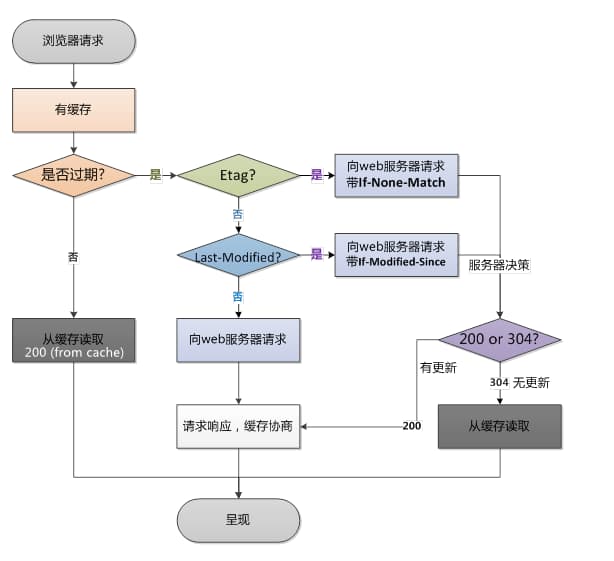 浏览器请求
有缓存
是否过期?
是
Etag?
是
向web服务器请求
带If-None-Match
否
否
Last-Modified?
是
向web服务器请求
带If-Modified-Since
服务器决策
否
从缓存读取
200 (from cache)
向web服务器请求
200 or 304?
有更新
304 无更新
请求响应，缓存协商
200
从缓存读取
呈现